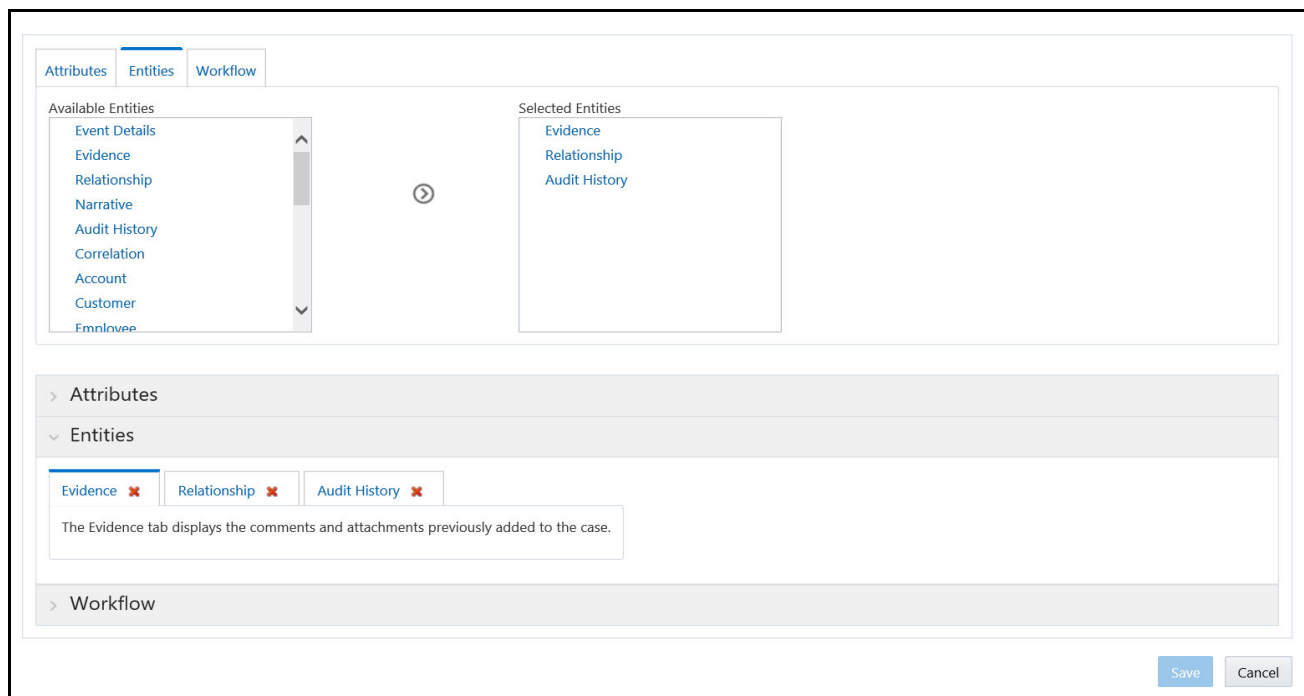 Attributes Entities Workflow
Available Entities
Event Details
Evidence
Relationship
Narrative
Audit History
Correlation
Account
Customer
Employee
Selected Entities
Evidence
Relationship
Audit History
Attributes
Entities
Evidence Relationship Audit History
The Evidence tab displays the comments and attachments previously added to the case.
Workflow
Save Cancel